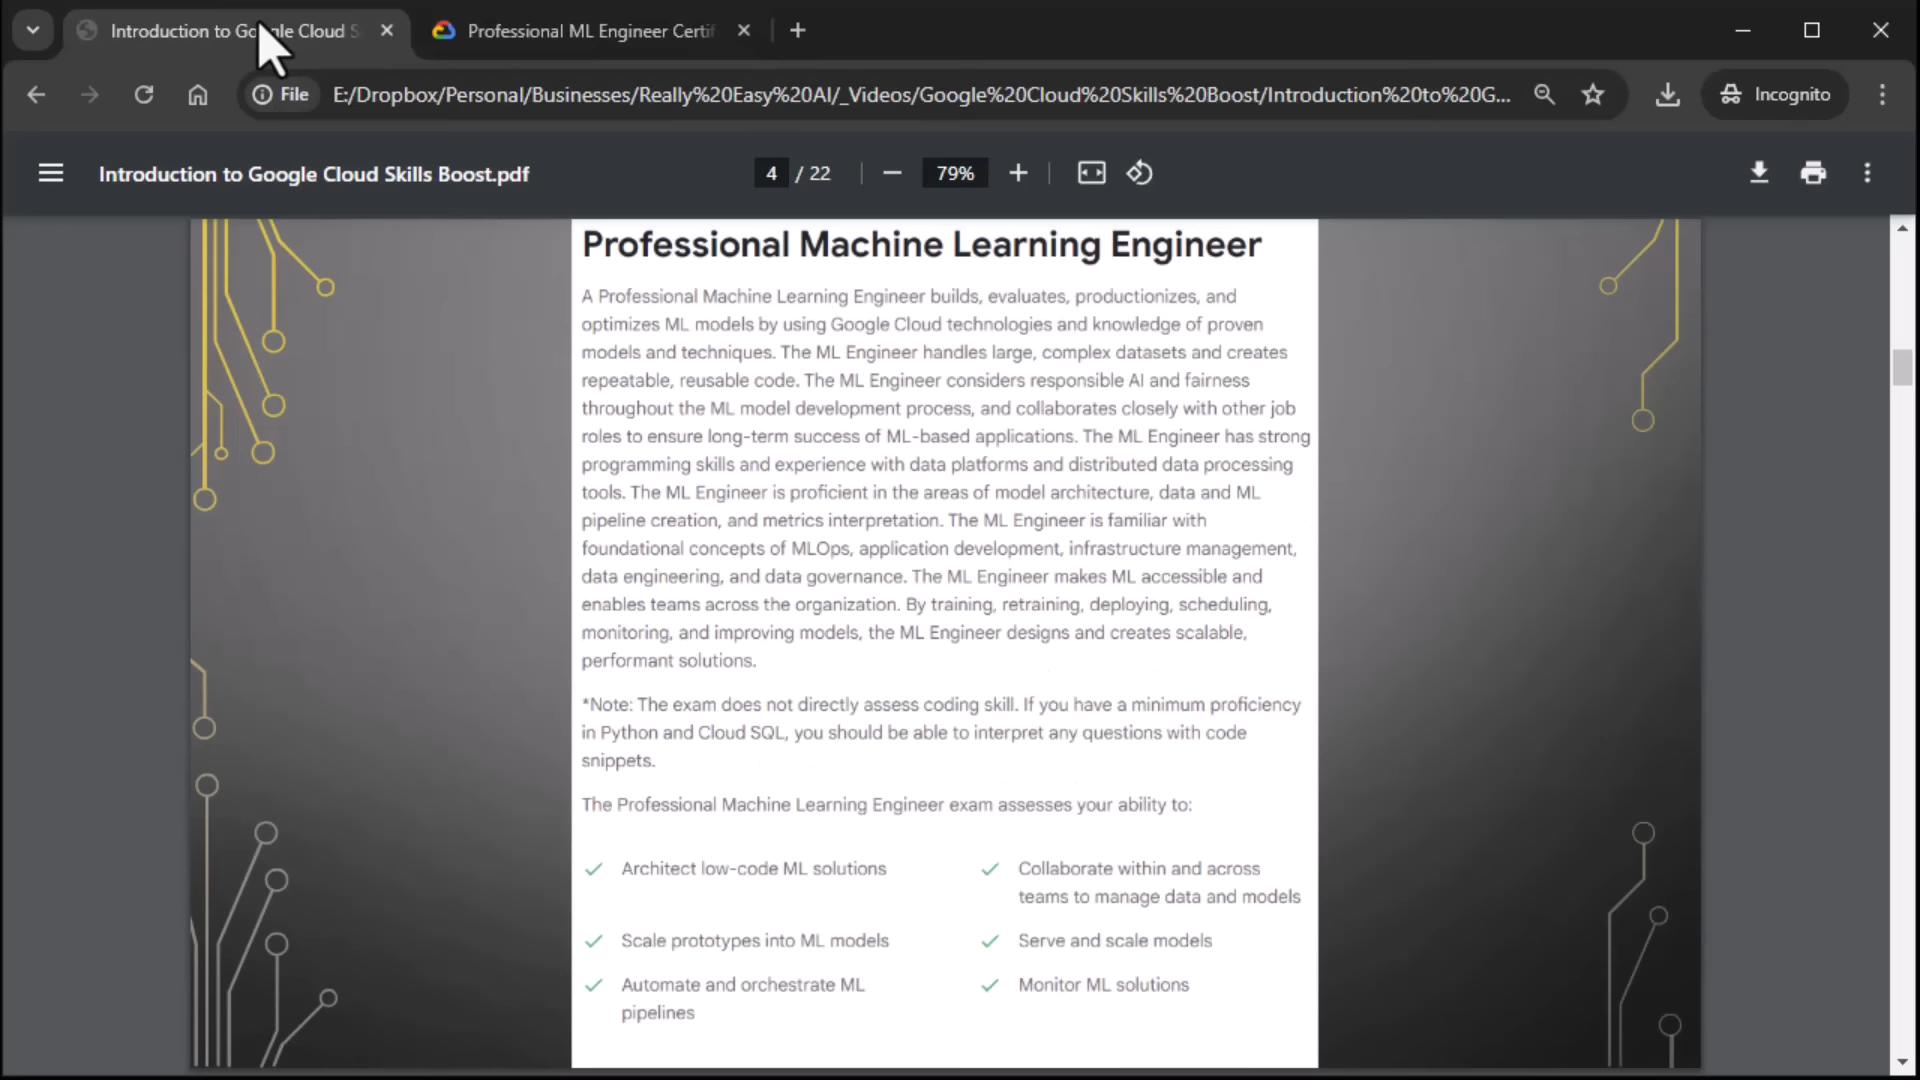 Introduction to Google Cloud S
Professional ML Engineer Certif
File
E:/Dropbox/Personal/Businesses/Really%20Easy%20AI/_Videos/Google%20Cloud%20Skills%20Boost/Introduction%20to%20G...
Incognito
Introduction to Google Cloud Skills Boost.pdf
4 / 22
79%
Professional Machine Learning Engineer
A Professional Machine Learning Engineer builds, evaluates, productionizes, and
optimizes ML models by using Google Cloud technologies and knowledge of proven
models and techniques. The ML Engineer handles large, complex datasets and creates
repeatable, reusable code. The ML Engineer considers responsible AI and fairness
throughout the ML model development process, and collaborates closely with other job
roles to ensure long-term success of ML-based applications. The ML Engineer has strong
programming skills and experience with data platforms and distributed data processing
tools. The ML Engineer is proficient in the areas of model architecture, data and ML
pipeline creation, and metrics interpretation. The ML Engineer is familiar with
foundational concepts of MLOps, application development, infrastructure management,
data engineering, and data governance. The ML Engineer makes ML accessible and
enables teams across the organization. By training, retraining, deploying, scheduling,
monitoring, and improving models, the ML Engineer designs and creates scalable,
performant solutions.
*Note: The exam does not directly assess coding skill. If you have a minimum proficiency
in Python and Cloud SQL, you should be able to interpret any questions with code
snippets.
The Professional Machine Learning Engineer exam assesses your ability to:
Architect low-code ML solutions
Collaborate within and across
teams to manage data and models
Scale prototypes into ML models
Serve and scale models
Automate and orchestrate ML
pipelines
Monitor ML solutions